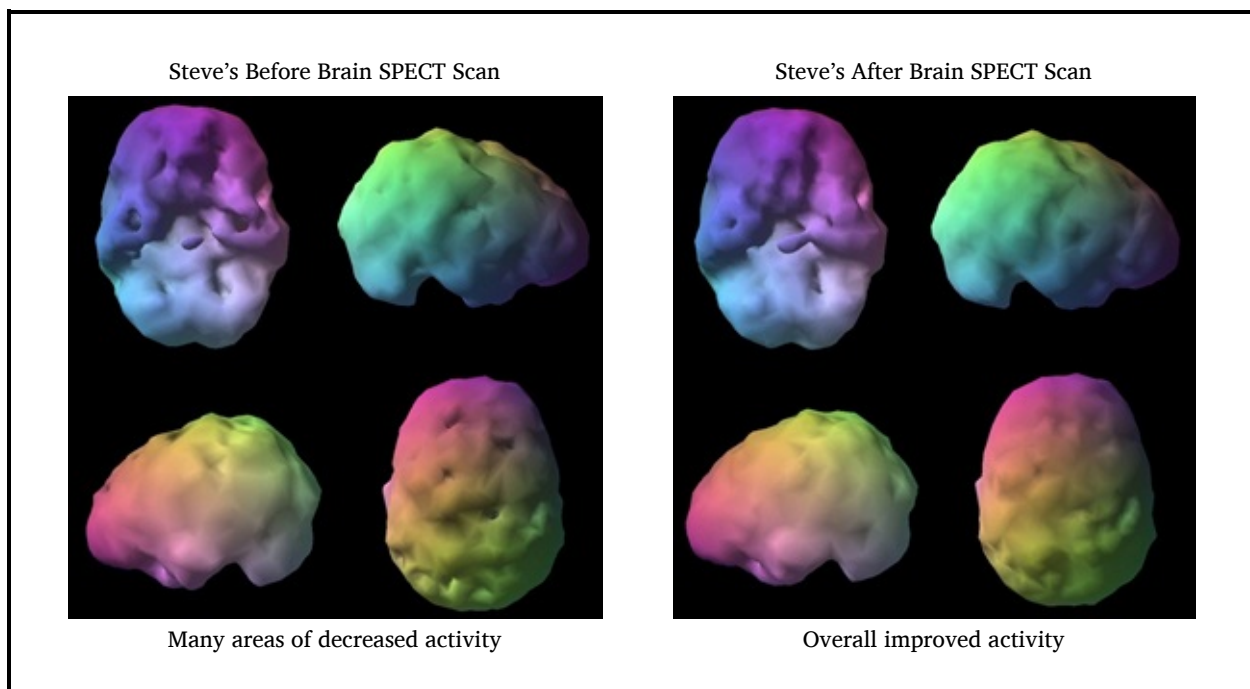 Steve’s Before Brain SPECT Scan
Steve’s After Brain SPECT Scan
Many areas of decreased activity
Overall improved activity